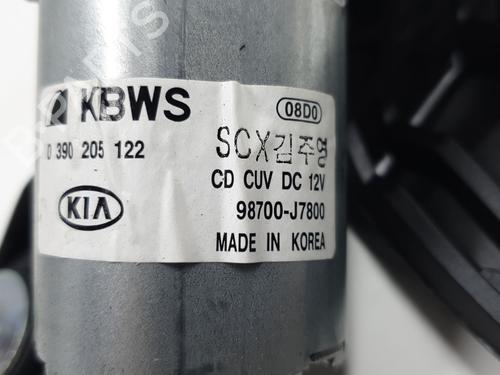 KBWS
08D0
0 390 205 122
SCX김주영
CD CUV DC 12V
KIA
98700-J7800
MADE IN KOREA